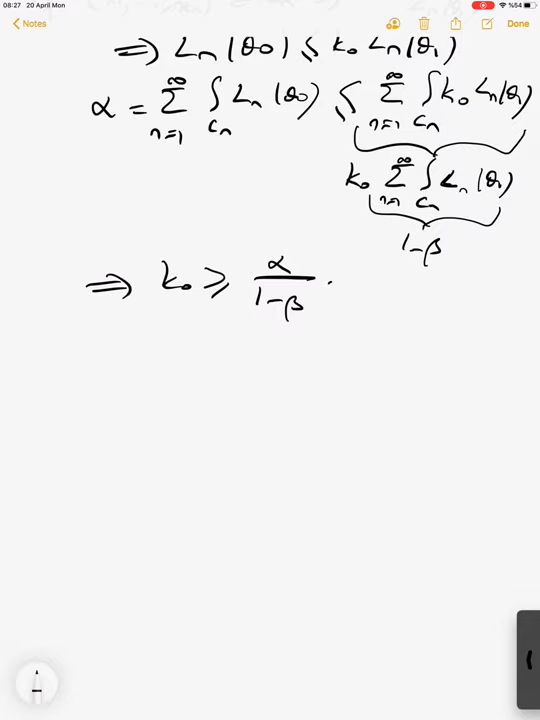 08:27 20 April Mon %54
Notes Done
⟹ Ln(θ0) ≤ k0 Ln(θ1)
α = ∑_{n=1}^{∞} ∫_{Cn} Ln(θ0) ≤ ∑_{n=1}^{∞} ∫_{Cn} k0 Ln(θ1)
k0 ∑_{n=1}^{∞} ∫_{Cn} Ln(θ1)
1-β
⟹ k0 ≥ α/(1-β) .